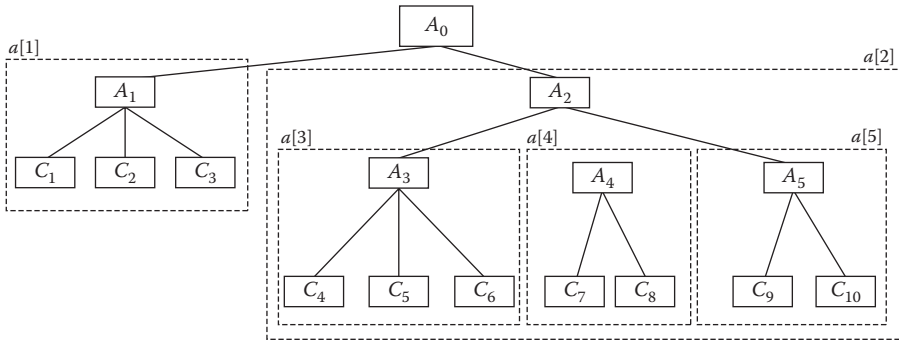 A₀
a[1]
a[2]
A₁
A₂
a[3]
a[4]
a[5]
C₁ C₂ C₃
A₃
A₄
A₅
C₄ C₅ C₆
C₇ C₈
C₉ C₁₀